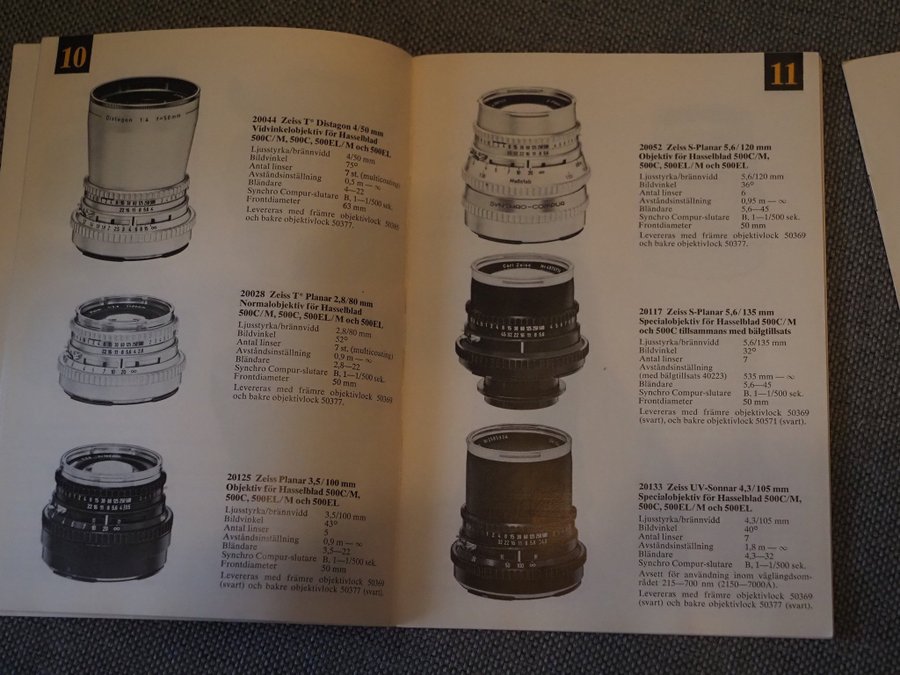 10
Distagon 1:4 f=50mm
20044 Zeiss T* Distagon 4/50 mm
Vidvinkelobjektiv för Hasselblad
500C/M, 500C, 500EL/M och 500EL
Ljusstyrka/brännvidd 4/50 mm
Bildvinkel 75°
Antal linser 7 st. (multicoating)
Avståndsinställning 0,5 m — ∞
Bländare 4—22
Synchro Compur-slutare B, 1—1/500 sek.
Frontdiameter 63 mm
Levereras med främre objektivlock
och bakre objektivlock 50377.
20028 Zeiss T* Planar 2,8/80 mm
Normalobjektiv för Hasselblad
500C/M, 500C, 500EL/M och 500EL
Ljusstyrka/brännvidd 2,8/80 mm
Bildvinkel 52°
Antal linser 7 st. (multicoating)
Avståndsinställning 0,9 m — ∞
Bländare 2,8—22
Synchro Compur-slutare B, 1—1/500 sek.
Frontdiameter 50 mm
Levereras med främre objektivlock 50369
och bakre objektivlock 50377.
20125 Zeiss Planar 3,5/100 mm
Objektiv för Hasselblad 500C/M,
500C, 500EL/M och 500EL
Ljusstyrka/brännvidd 3,5/100 mm
Bildvinkel 43°
Antal linser 5
Avståndsinställning 0,9 m — ∞
Bländare 3,5—22
Synchro Compur-slutare B, 1—1/500 sek.
Frontdiameter 50 mm
Levereras med främre objektivlock 50369
(svart) och bakre objektivlock 50377 (svart).
11
SYNCHRO-COMPUR
20052 Zeiss S-Planar 5,6/120 mm
Objektiv för Hasselblad 500C/M,
500C, 500EL/M och 500EL
Ljusstyrka/brännvidd 5,6/120 mm
Bildvinkel 36°
Antal linser 6
Avståndsinställning 0,95 m — ∞
Bländare 5,6—45
Synchro Compur-slutare B, 1—1/500 sek.
Frontdiameter 50 mm
Levereras med främre objektivlock 50369
och bakre objektivlock 50377.
Carl Zeiss
20117 Zeiss S-Planar 5,6/135 mm
Specialobjektiv för Hasselblad 500C/M
och 500C tillsammans med bälgtillsats
Ljusstyrka/brännvidd 5,6/135 mm
Bildvinkel 32°
Antal linser 7
Avståndsinställning
(med bälgtillsats 40223) 535 mm — ∞
Bländare 5,6—45
Synchro Compur-slutare B, 1—1/500 sek.
Frontdiameter 50 mm
Levereras med främre objektivlock 50369
(svart), och bakre objektivlock 50571 (svart).
20133 Zeiss UV-Sonnar 4,3/105 mm
Specialobjektiv för Hasselblad 500C/M,
500C, 500EL/M och 500EL
Ljusstyrka/brännvidd 4,3/105 mm
Bildvinkel 40°
Antal linser 7
Avståndsinställning 1,8 m — ∞
Bländare 4,3—32
Synchro Compur-slutare B, 1—1/500 sek.
Avsett för användning inom våglängdsom-
rådet 215—700 nm (2150—7000Å).
Levereras med främre objektivlock 50369
(svart) och bakre objektivlock 50377 (svart).